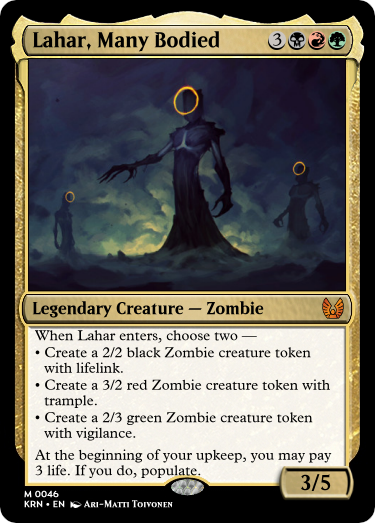 Lahar, Many Bodied 3
Legendary Creature — Zombie
When Lahar enters, choose two —
• Create a 2/2 black Zombie creature token
with lifelink.
• Create a 3/2 red Zombie creature token with
trample.
• Create a 2/3 green Zombie creature token
with vigilance.
At the beginning of your upkeep, you may pay
3 life. If you do, populate.
3/5
M 0046
KRN • EN Ari-Matti Toivonen